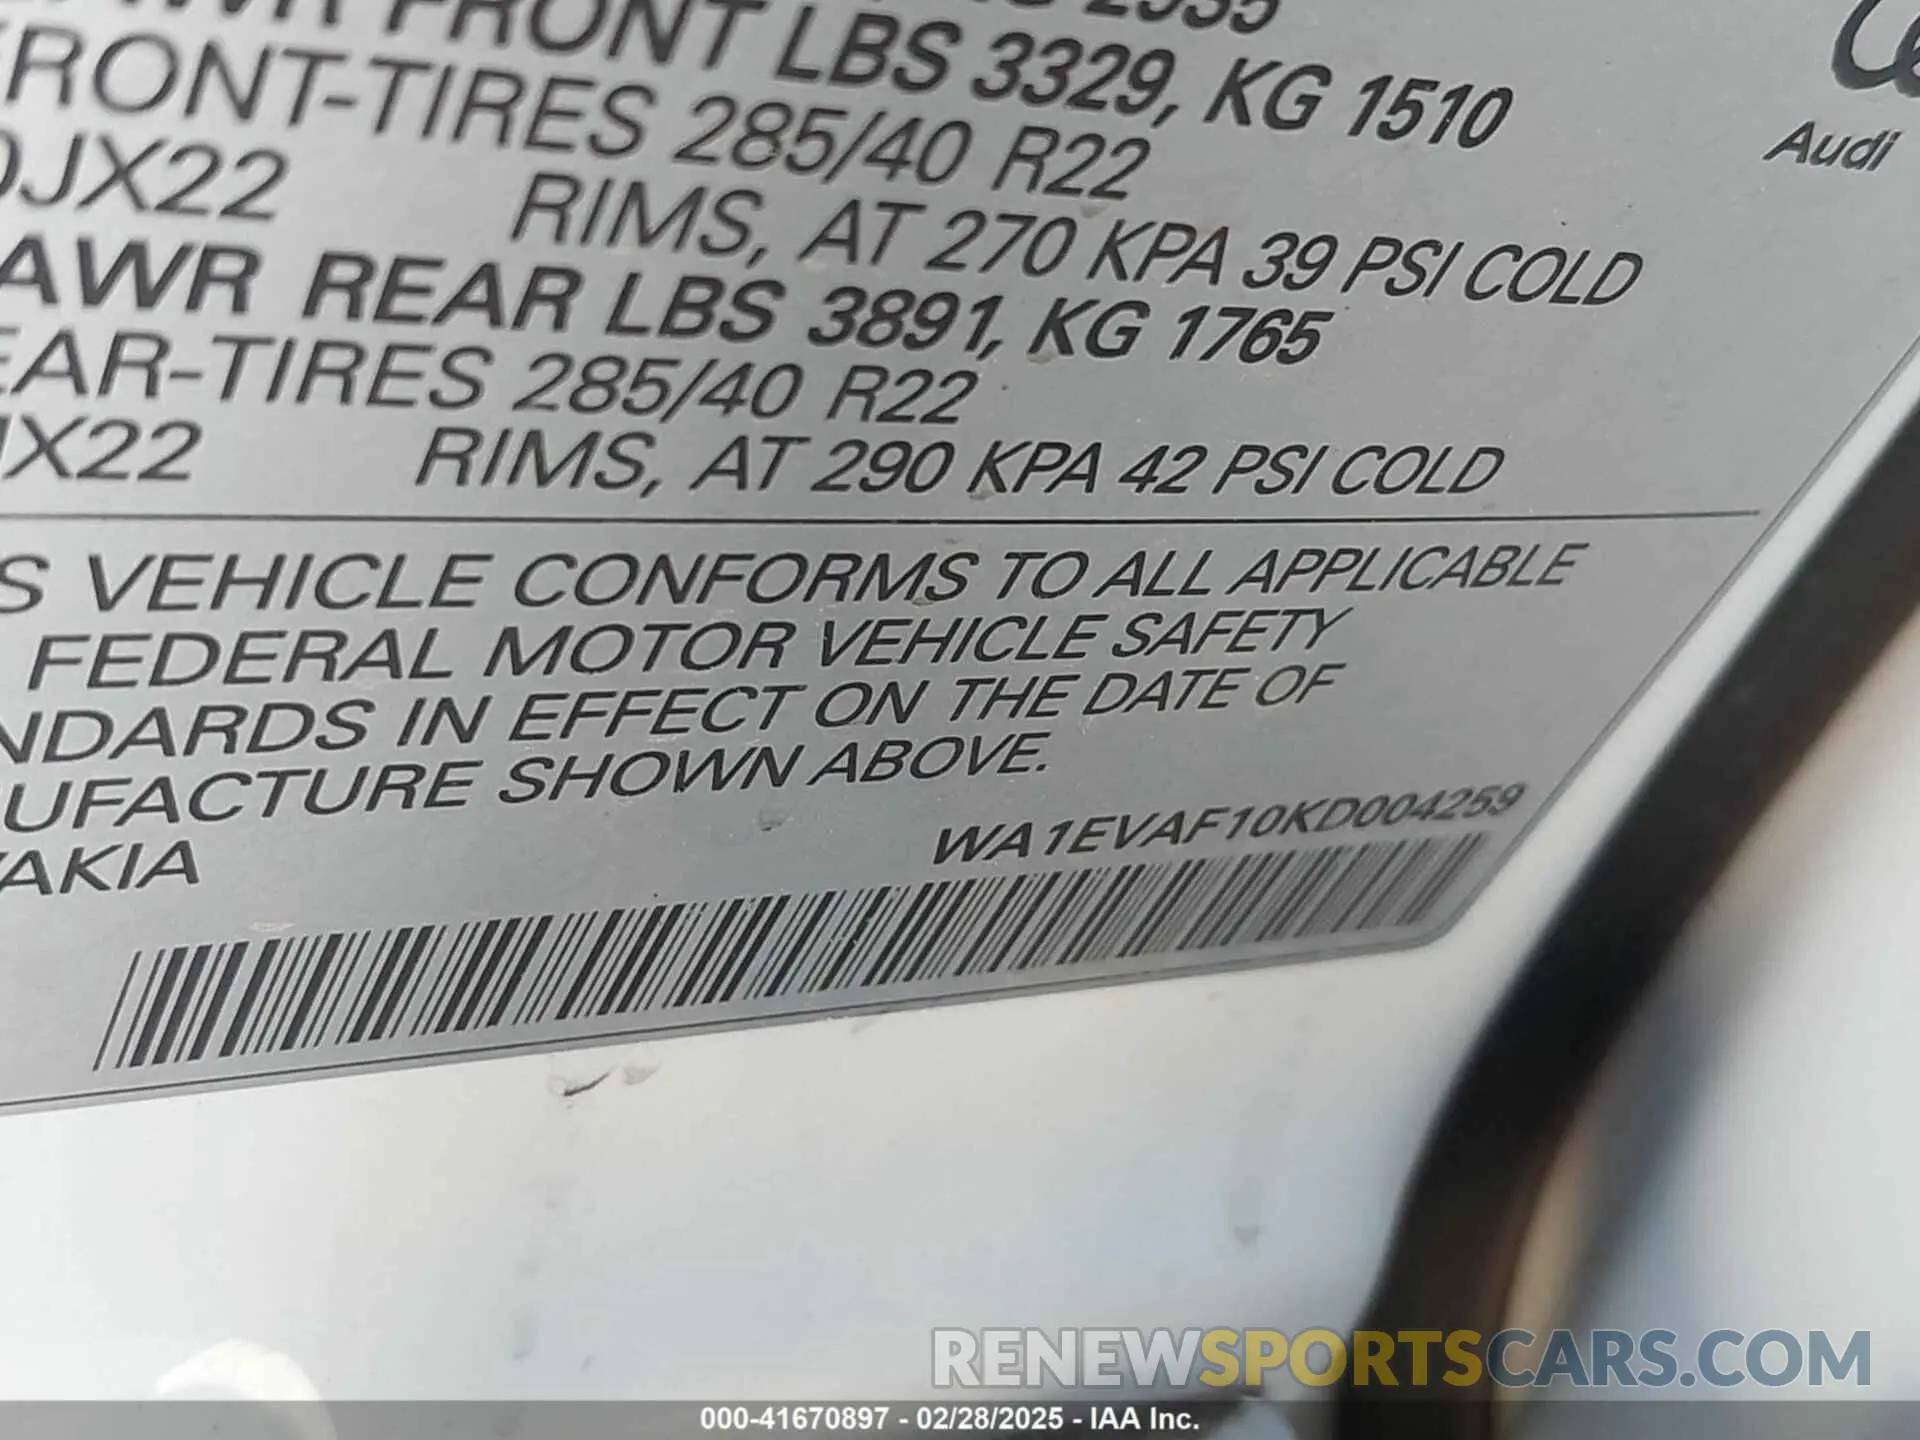 FRONT LBS 3329, KG 1510
FRONT-TIRES 285/40 R22
JX22 RIMS, AT 270 KPA 39 PSI COLD
AWR REAR LBS 3891, KG 1765
EAR-TIRES 285/40 R22
X22 RIMS, AT 290 KPA 42 PSI COLD
Audi
S VEHICLE CONFORMS TO ALL APPLICABLE
FEDERAL MOTOR VEHICLE SAFETY
NDARDS IN EFFECT ON THE DATE OF
UFACTURE SHOWN ABOVE.
WA1EVAF10KD004259
AKIA
RENEWSPORTSCARS.COM
000-41670897 - 02/28/2025 - IAA Inc.